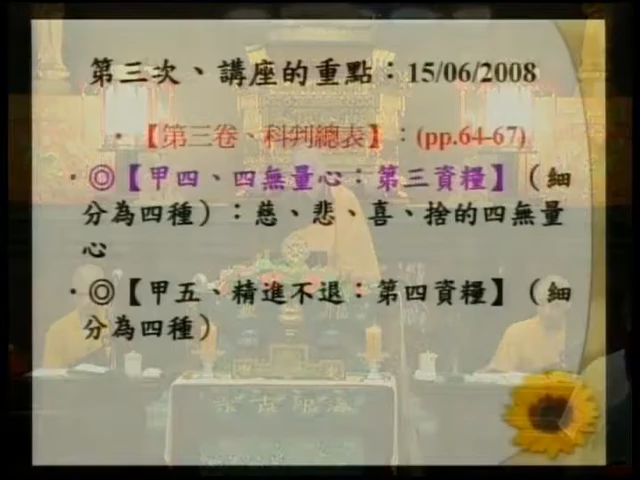 第三次、講座的重點：15/06/2008
•【第三卷、科判總表】：(pp.64-67)
•◎【甲四、四無量心：第三資糧】（細
分為四種）：慈、悲、喜、捨的四無量
心
•◎【甲五、精進不退：第四資糧】（細
分為四種）